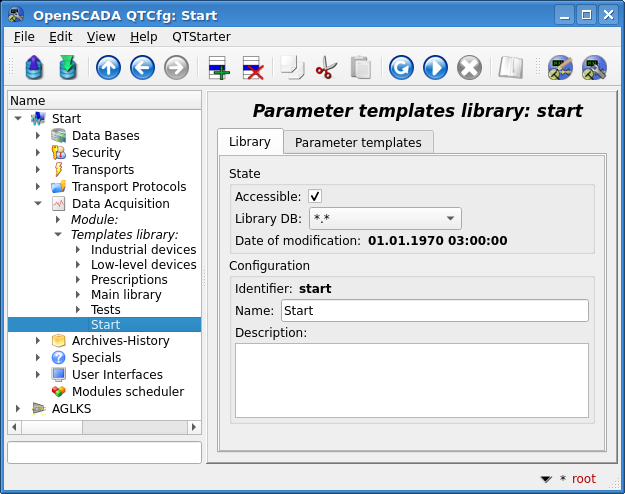 OpenSCADA QTCfg: Start
File Edit View Help QTStarter
Name
Start
Data Bases
Security
Transports
Transport Protocols
Data Acquisition
Module:
Templates library:
Industrial devices
Low-level devices
Prescriptions
Main library
Tests
Start
Archives-History
Specials
User Interfaces
Modules scheduler
AGLKS
Parameter templates library: start
Library Parameter templates
State
Accessible:
Library DB: *.*
Date of modification: 01.01.1970 03:00:00
Configuration
Identifier: start
Name: Start
Description:
* root